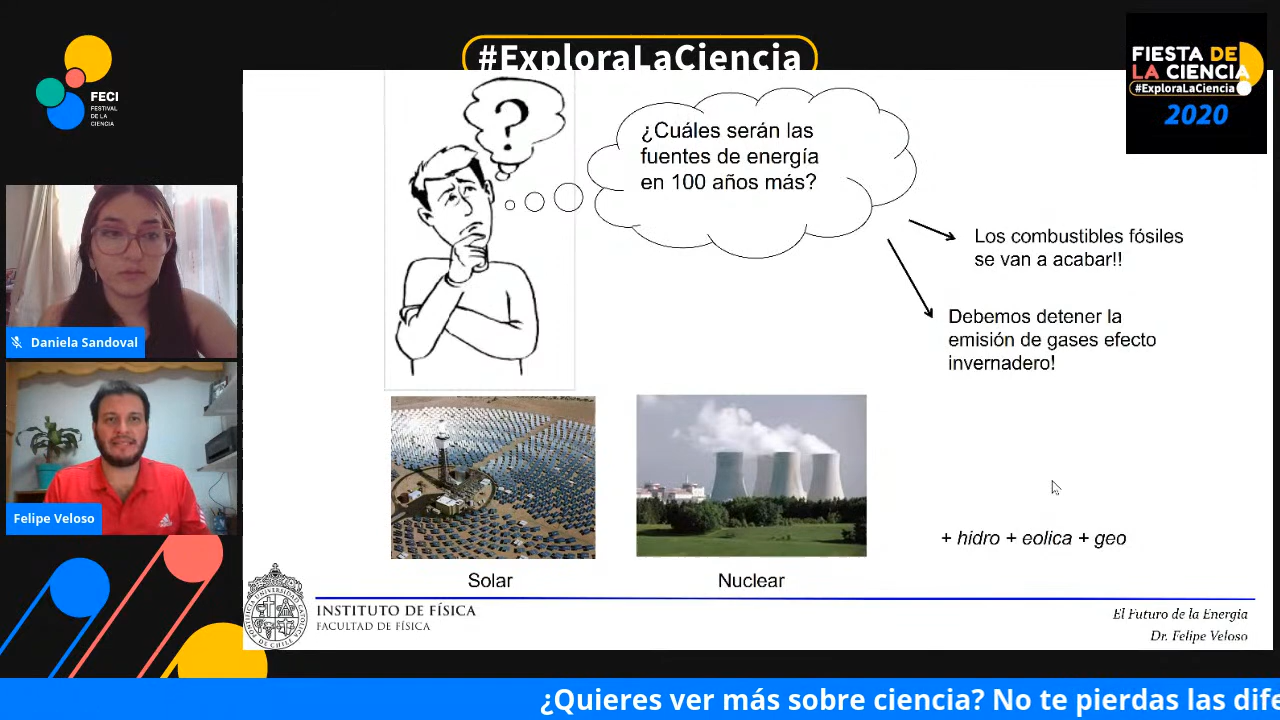 #ExploraLaCiencia
FECI
FESTIVAL
DE LA
CIENCIA
FIESTA DE
LA CIENCIA
#ExploraLaCiencia
2020
?
¿Cuáles serán las
fuentes de energía
en 100 años más?
Los combustibles fósiles
se van a acabar!!
Debemos detener la
emisión de gases efecto
invernadero!
Daniela Sandoval
Felipe Veloso
+ hidro + eolica + geo
Solar
Nuclear
INSTITUTO DE FÍSICA
FACULTAD DE FÍSICA
El Futuro de la Energía
Dr. Felipe Veloso
¿Quieres ver más sobre ciencia? No te pierdas las dife